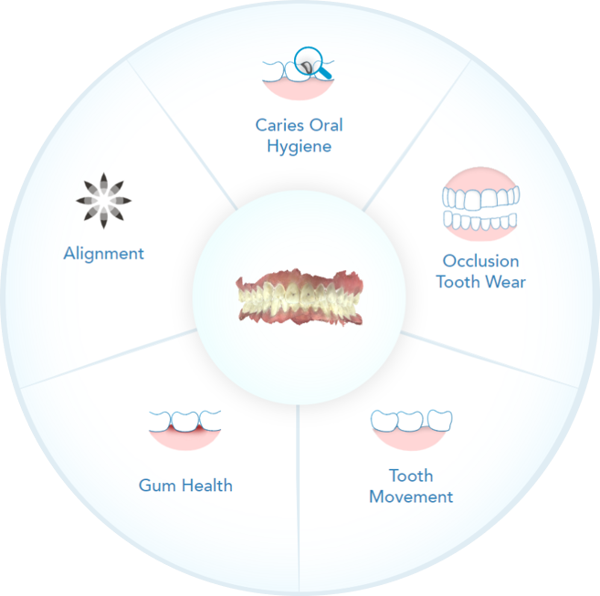 Caries Oral
Hygiene
Alignment
Occlusion
Tooth Wear
Gum Health
Tooth
Movement